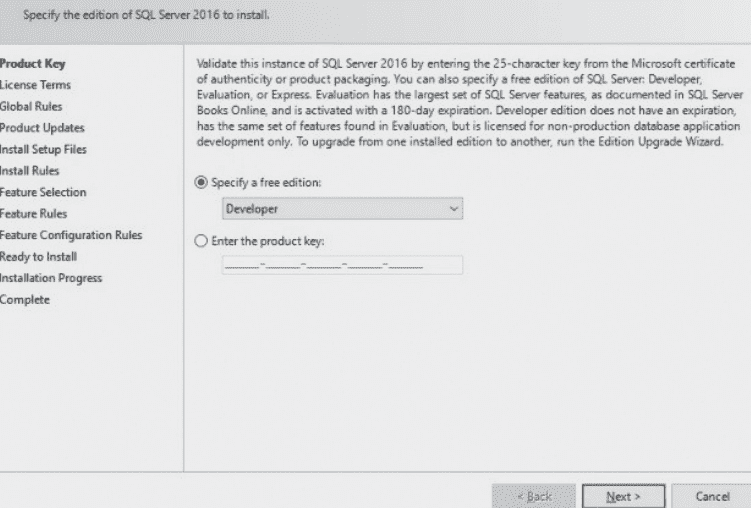 Specify the edition of SQL Server 2016 to install.
Product Key
License Terms
Global Rules
Product Updates
Install Setup Files
Install Rules
Feature Selection
Feature Rules
Feature Configuration Rules
Ready to Install
Installation Progress
Complete
Validate this instance of SQL Server 2016 by entering the 25-character key from the Microsoft certificate
of authenticity or product packaging. You can also specify a free edition of SQL Server: Developer,
Evaluation, or Express. Evaluation has the largest set of SQL Server features, as documented in SQL Server
Books Online, and is activated with a 180-day expiration. Developer edition does not have an expiration,
has the same set of features found in Evaluation, but is licensed for non-production database application
development only. To upgrade from one installed edition to another, run the Edition Upgrade Wizard.
Specify a free edition:
Developer
Enter the product key:
_____-_____-_____-_____-_____
< Back
Next >
Cancel